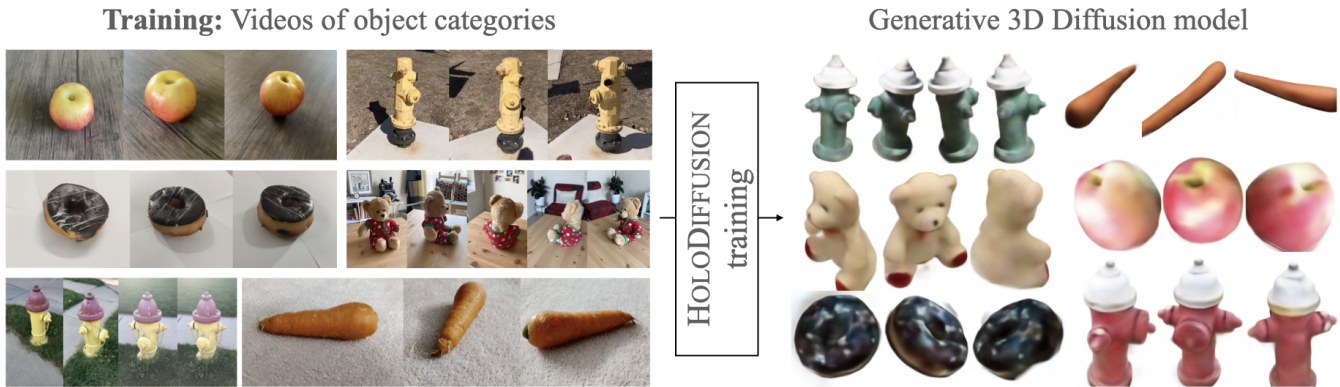 Training: Videos of object categories
Generative 3D Diffusion model
HOLODIFFUSION
training